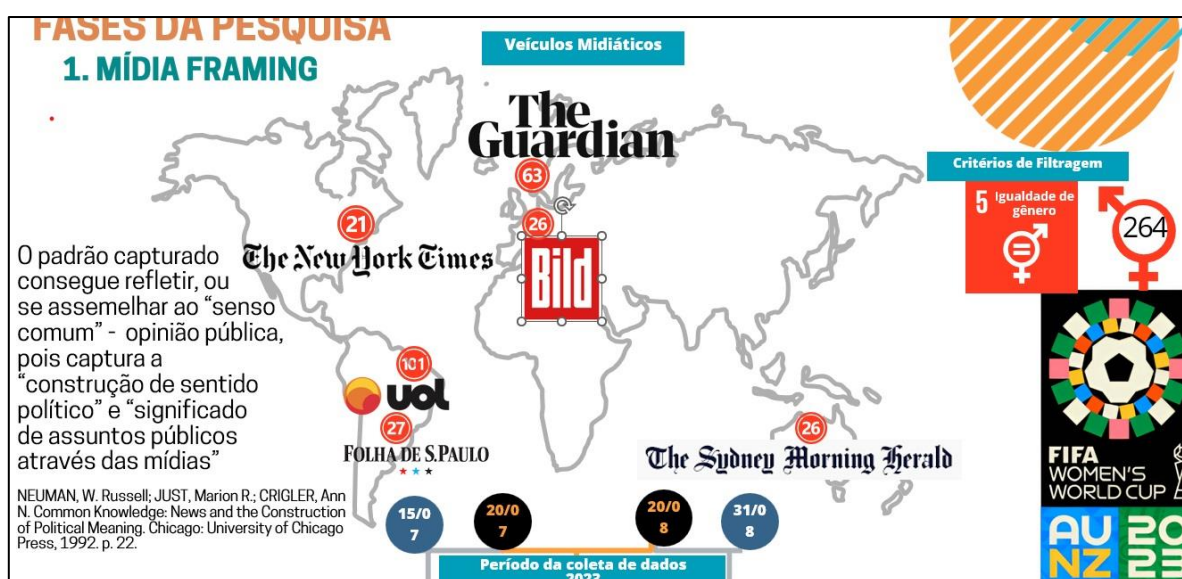 FASES DA PESQUISA
1. MÍDIA FRAMING
Veículos Midiáticos
The
Guardian
63
26
21
The New York Times
Bild
Critérios de Filtragem
5 Igualdade de
gênero
264
O padrão capturado
consegue refletir, ou
se assemelhar ao “senso
comum” - opinião pública,
pois captura a
“construção de sentido
político” e “significado
de assuntos públicos
através das mídias”
101
uol
27
FOLHA DE S.PAULO
26
The Sydney Morning Herald
FIFA
WOMEN'S
WORLD CUP
AU 20
NZ 23
NEUMAN, W. Russell; JUST, Marion R.; CRIGLER, Ann
N. Common Knowledge: News and the Construction
of Political Meaning. Chicago: University of Chicago
Press, 1992. p. 22.
15/0
7
20/0
7
20/0
8
31/0
8
Período da coleta de dados
2023